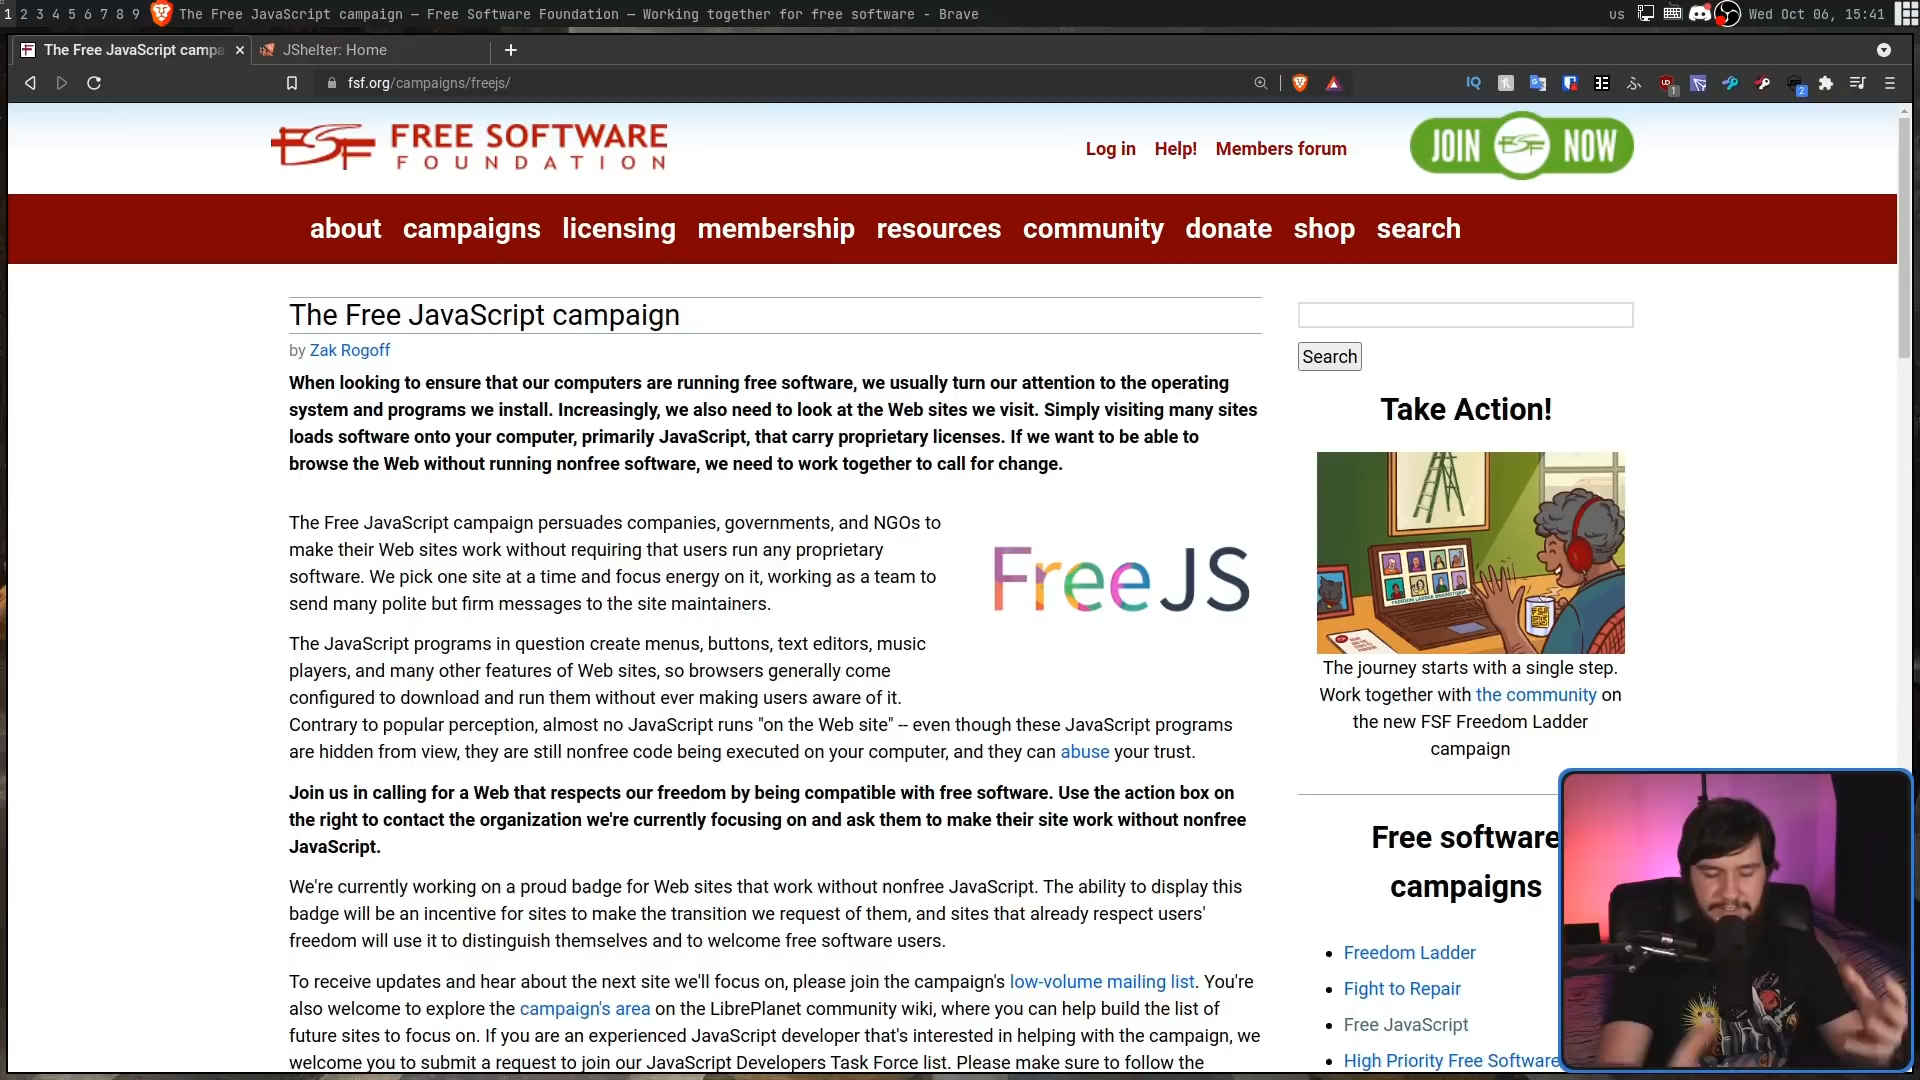 1 2 3 4 5 6 7 8 9 The Free JavaScript campaign — Free Software Foundation — Working together for free software - Brave
us Wed Oct 06, 15:41
The Free JavaScript campa
JShelter: Home
fsf.org/campaigns/freejs/
FSF FREE SOFTWARE
FOUNDATION
Log in Help! Members forum
JOIN FSF NOW
about campaigns licensing membership resources community donate shop search
The Free JavaScript campaign
by Zak Rogoff
When looking to ensure that our computers are running free software, we usually turn our attention to the operating
system and programs we install. Increasingly, we also need to look at the Web sites we visit. Simply visiting many sites
loads software onto your computer, primarily JavaScript, that carry proprietary licenses. If we want to be able to
browse the Web without running nonfree software, we need to work together to call for change.
The Free JavaScript campaign persuades companies, governments, and NGOs to
make their Web sites work without requiring that users run any proprietary
software. We pick one site at a time and focus energy on it, working as a team to
send many polite but firm messages to the site maintainers.
FreeJS
The JavaScript programs in question create menus, buttons, text editors, music
players, and many other features of Web sites, so browsers generally come
configured to download and run them without ever making users aware of it.
Contrary to popular perception, almost no JavaScript runs "on the Web site" -- even though these JavaScript programs
are hidden from view, they are still nonfree code being executed on your computer, and they can abuse your trust.
Join us in calling for a Web that respects our freedom by being compatible with free software. Use the action box on
the right to contact the organization we're currently focusing on and ask them to make their site work without nonfree
JavaScript.
We're currently working on a proud badge for Web sites that work without nonfree JavaScript. The ability to display this
badge will be an incentive for sites to make the transition we request of them, and sites that already respect users'
freedom will use it to distinguish themselves and to welcome free software users.
To receive updates and hear about the next site we'll focus on, please join the campaign's low-volume mailing list. You're
also welcome to explore the campaign's area on the LibrePlanet community wiki, where you can help build the list of
future sites to focus on. If you are an experienced JavaScript developer that's interested in helping with the campaign, we
welcome you to submit a request to join our JavaScript Developers Task Force list. Please make sure to follow the
Search
Take Action!
The journey starts with a single step.
Work together with the community on
the new FSF Freedom Ladder
campaign
Free software
campaigns
Freedom Ladder
Fight to Repair
Free JavaScript
High Priority Free Software